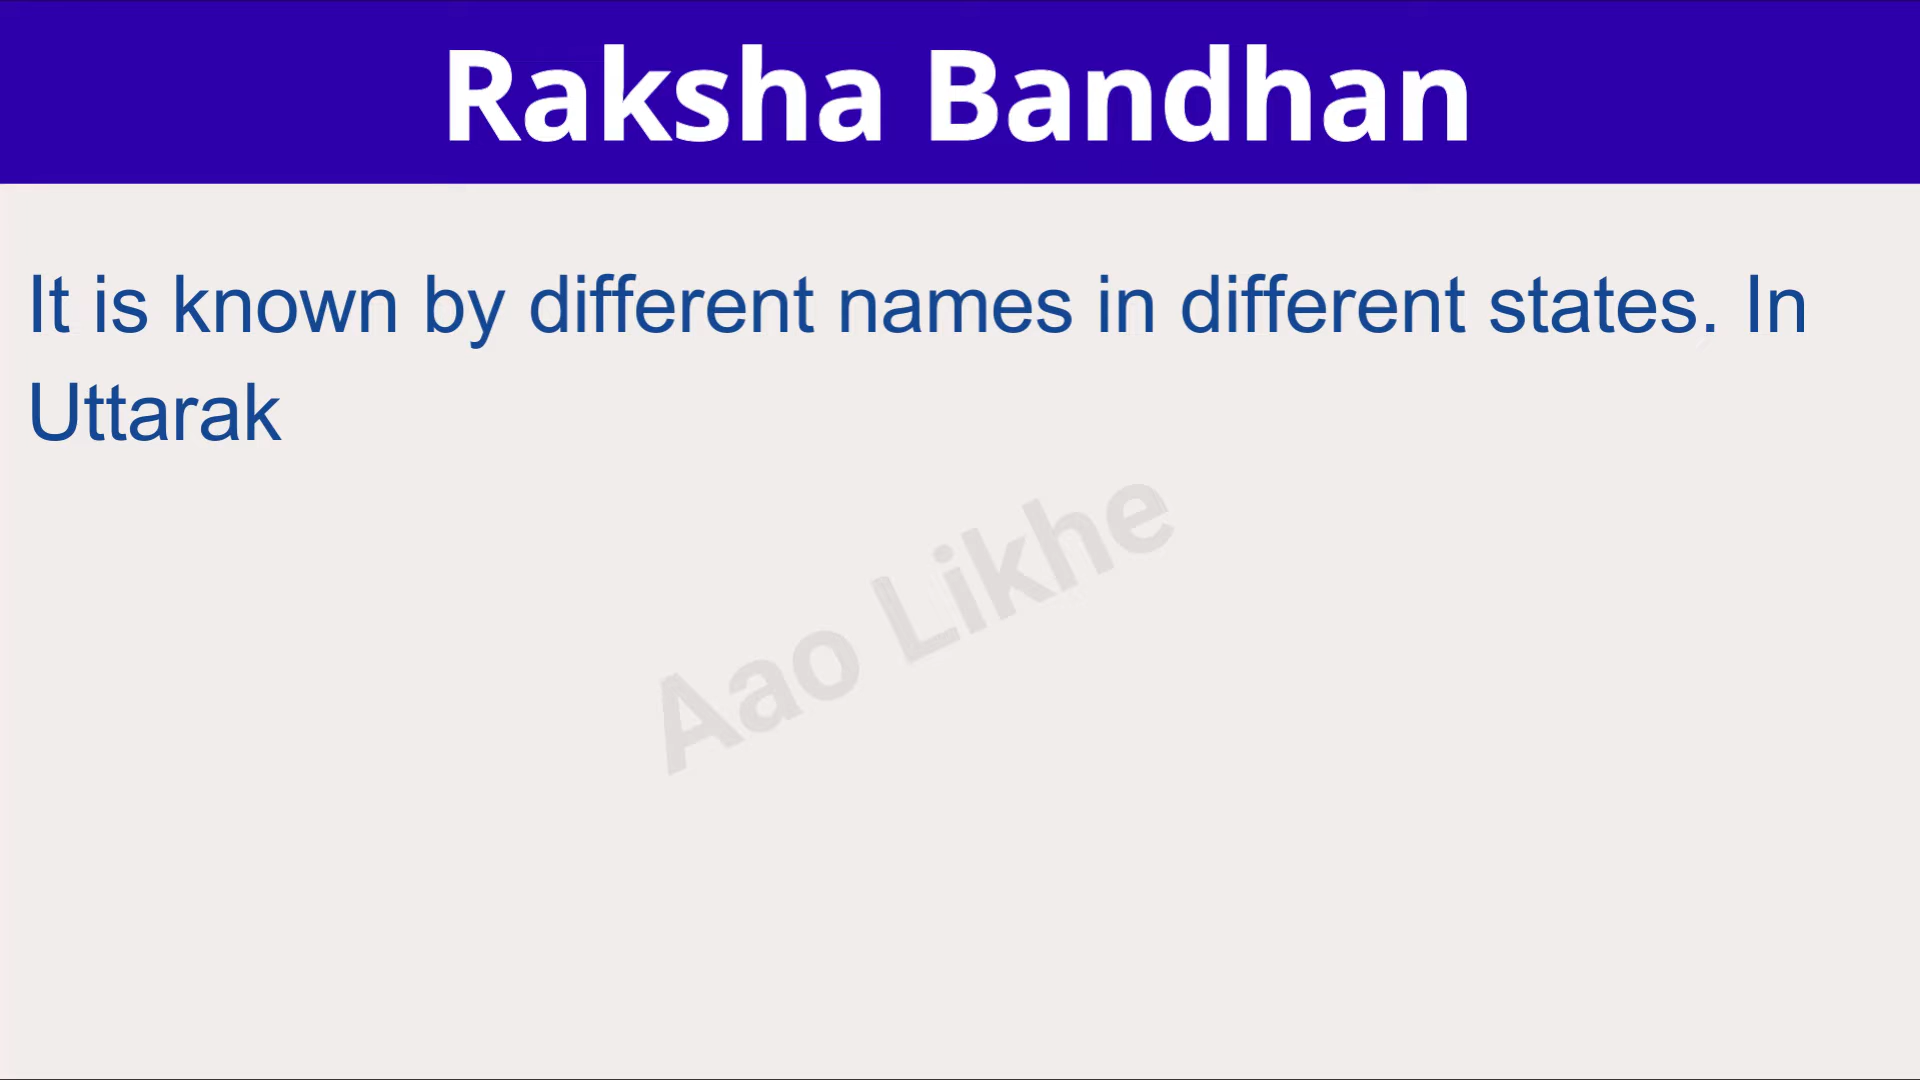 Raksha Bandhan
It is known by different names in different states. In
Uttarak
Aao Likhe